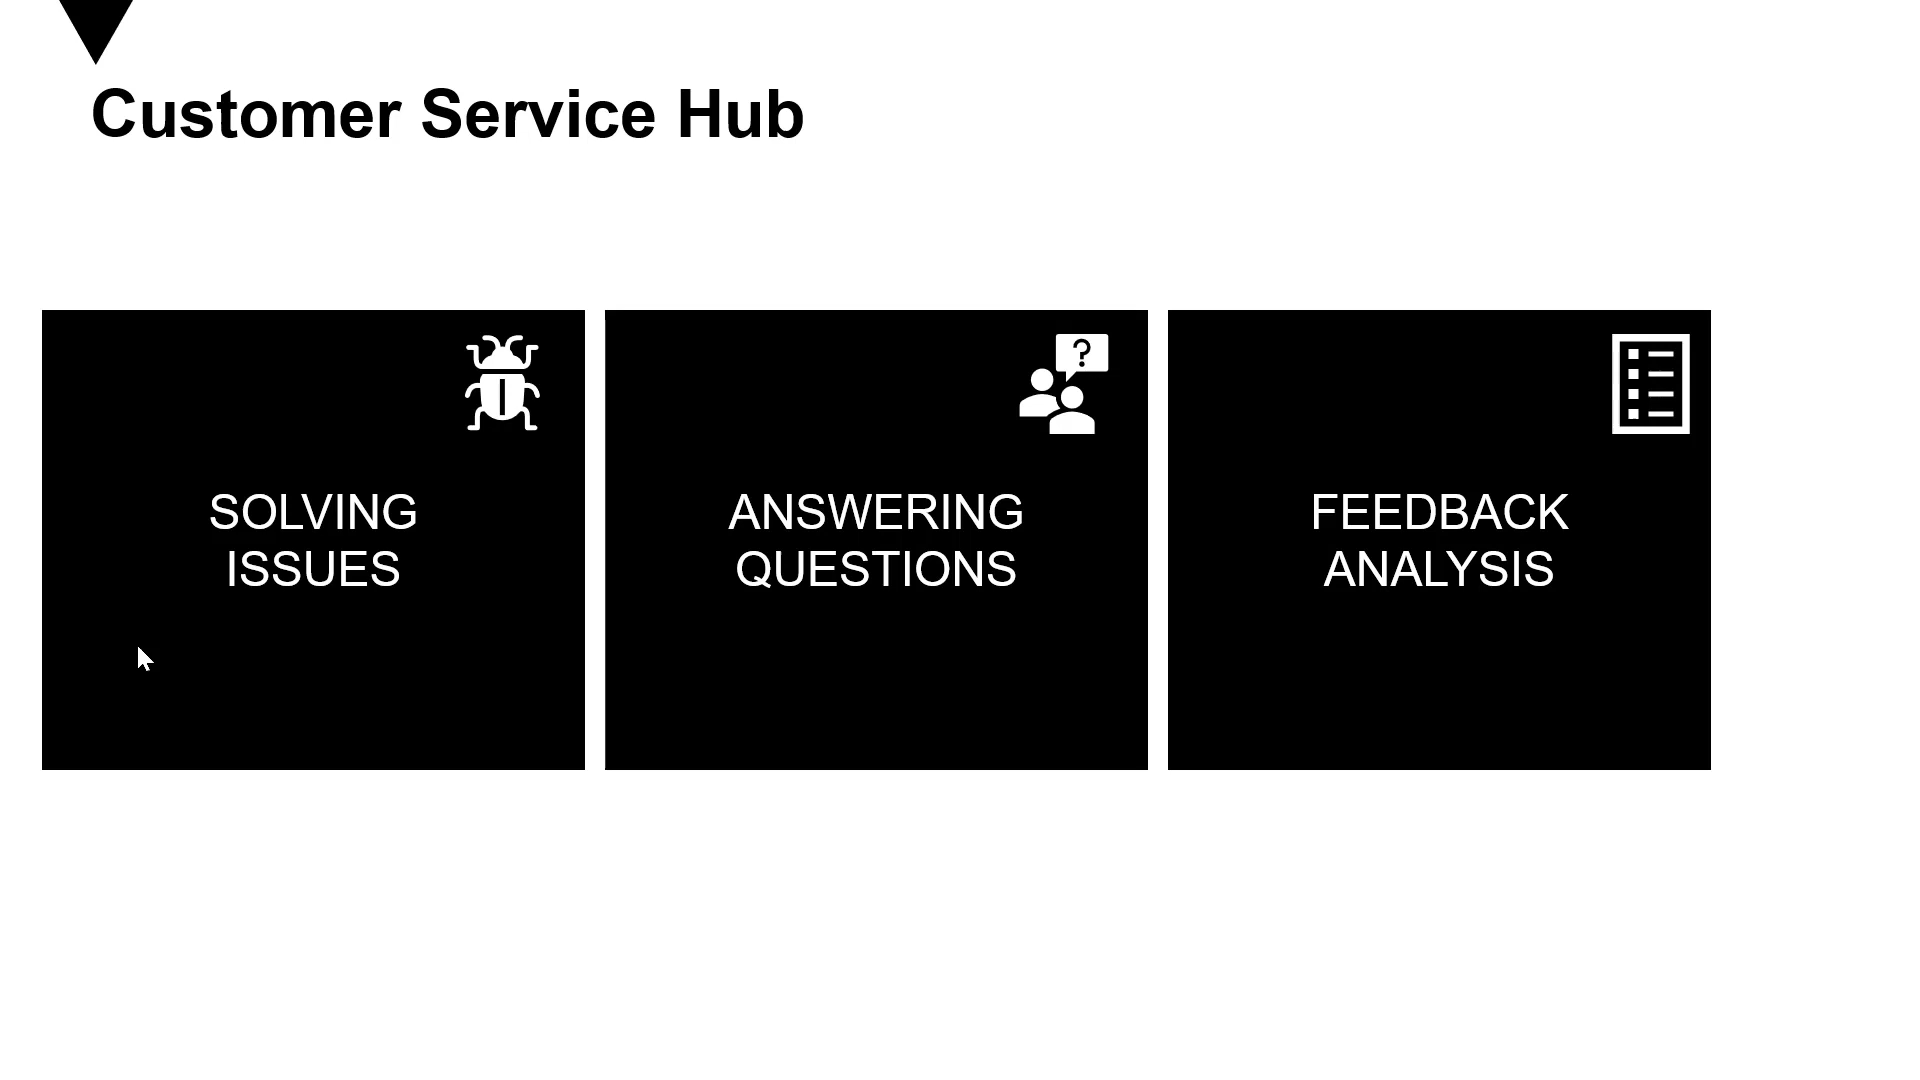 Customer Service Hub
SOLVING
ISSUES
ANSWERING
QUESTIONS
FEEDBACK
ANALYSIS
?